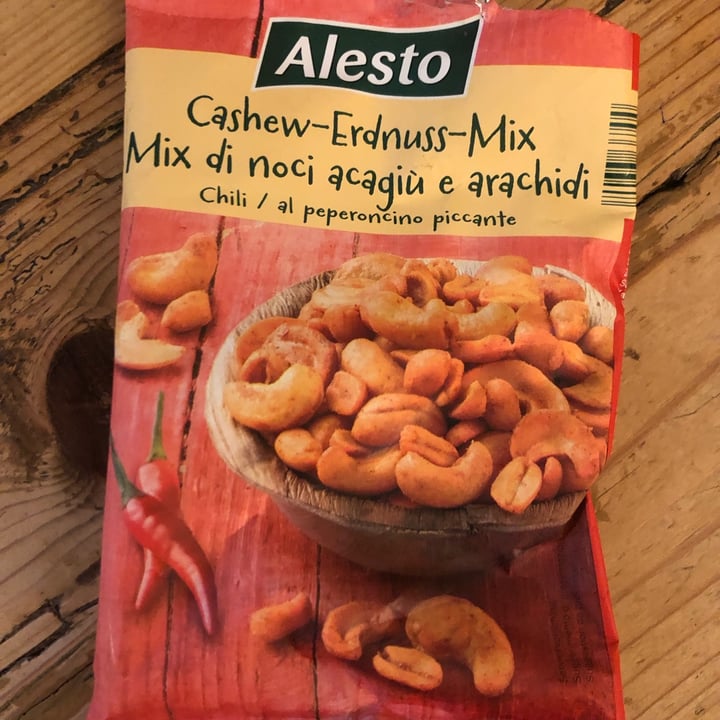 Alesto
Cashew-Erdnuss-Mix
Mix di noci acagiù e arachidi
Chili / al peperoncino piccante